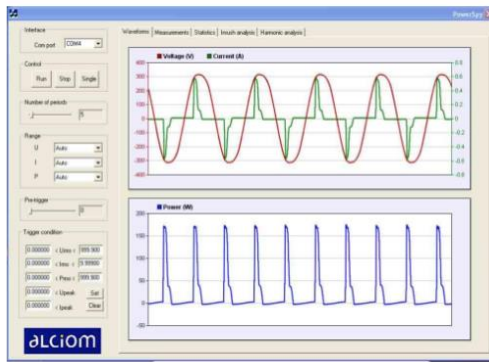 PowerSpy
Interface
Com port COM4
Control
Run Stop Single
Number of periods
5
Range
U Auto
I Auto
P Auto
Pre-trigger
0
Trigger condition
0.000000 < Urms < 999.900
0.000000 < Irms < 9.99900
0.000000 < Prms < 999.900
0.000000 < Upeak Set
0.000000 < Ipeak Clear
aLCIOM
Waveforms Measurements Statistics Inrush analysis Harmonic analysis
Voltage (V) Current (A)
400 0.8
300 0.6
200 0.4
100 0.2
0 0
-100 -0.2
-200 -0.4
-300 -0.6
-400 -0.8
Power (W)
200
150
100
50
0
-50